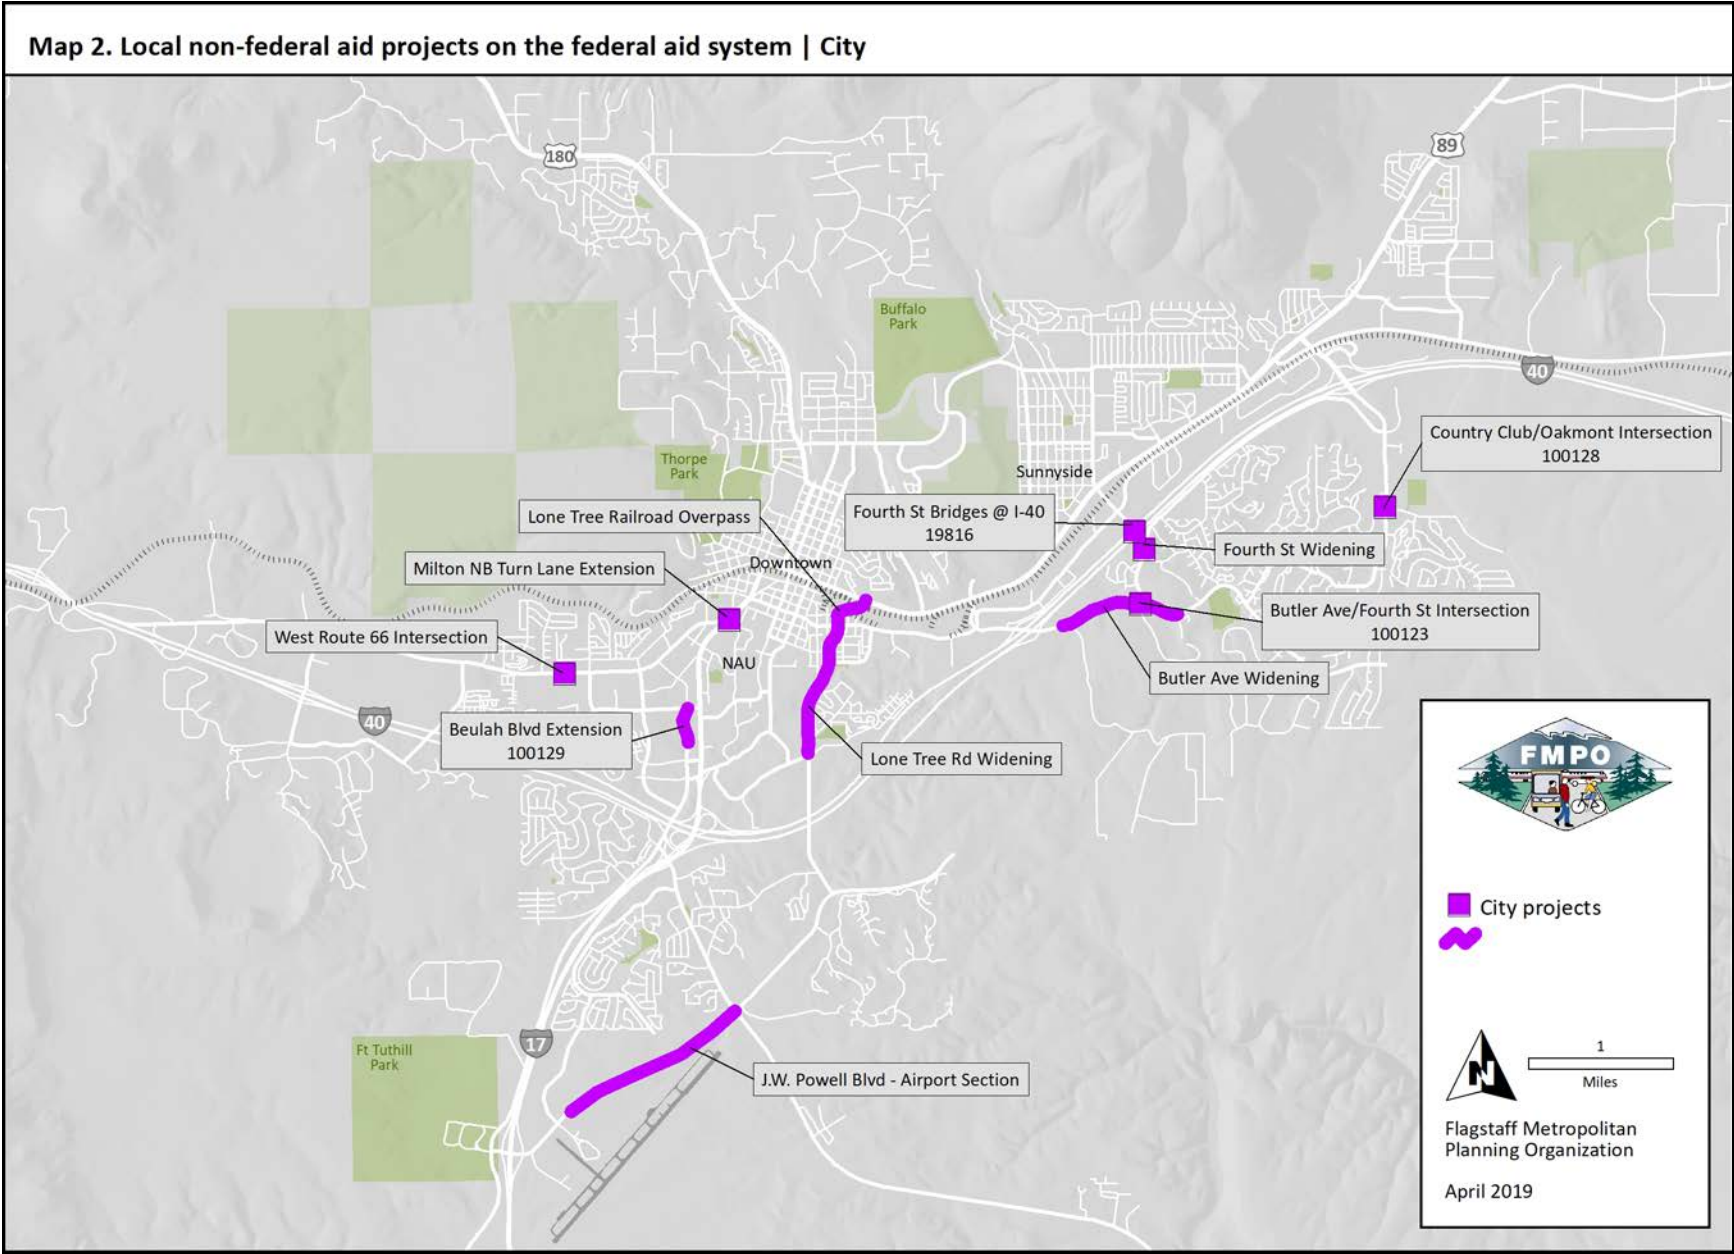 Map 2. Local non-federal aid projects on the federal aid system | City
180
89
Buffalo
Park
40
Country Club/Oakmont Intersection
100128
Thorpe
Park
Sunnyside
Lone Tree Railroad Overpass
Fourth St Bridges @ I-40
19816
Fourth St Widening
Milton NB Turn Lane Extension
Downtown
Butler Ave/Fourth St Intersection
100123
West Route 66 Intersection
NAU
Butler Ave Widening
40
Beulah Blvd Extension
100129
Lone Tree Rd Widening
FMPO
City projects
17
Ft Tuthill
Park
J.W. Powell Blvd - Airport Section
N
1
Miles
Flagstaff Metropolitan
Planning Organization
April 2019